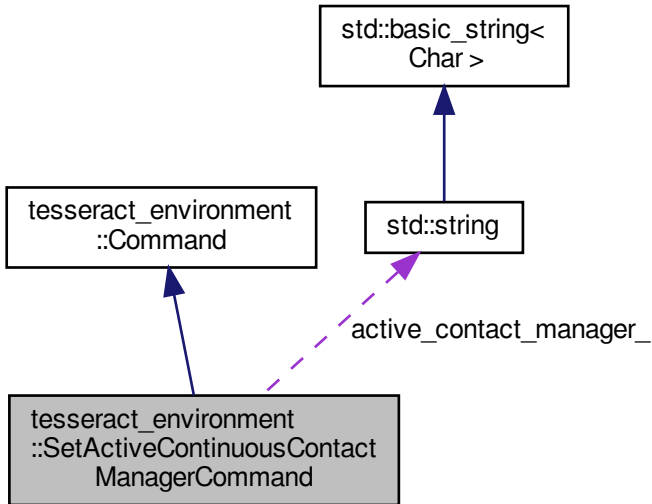 std::basic_string<
Char >
tesseract_environment
::Command
std::string
active_contact_manager_
tesseract_environment
::SetActiveContinuousContact
ManagerCommand